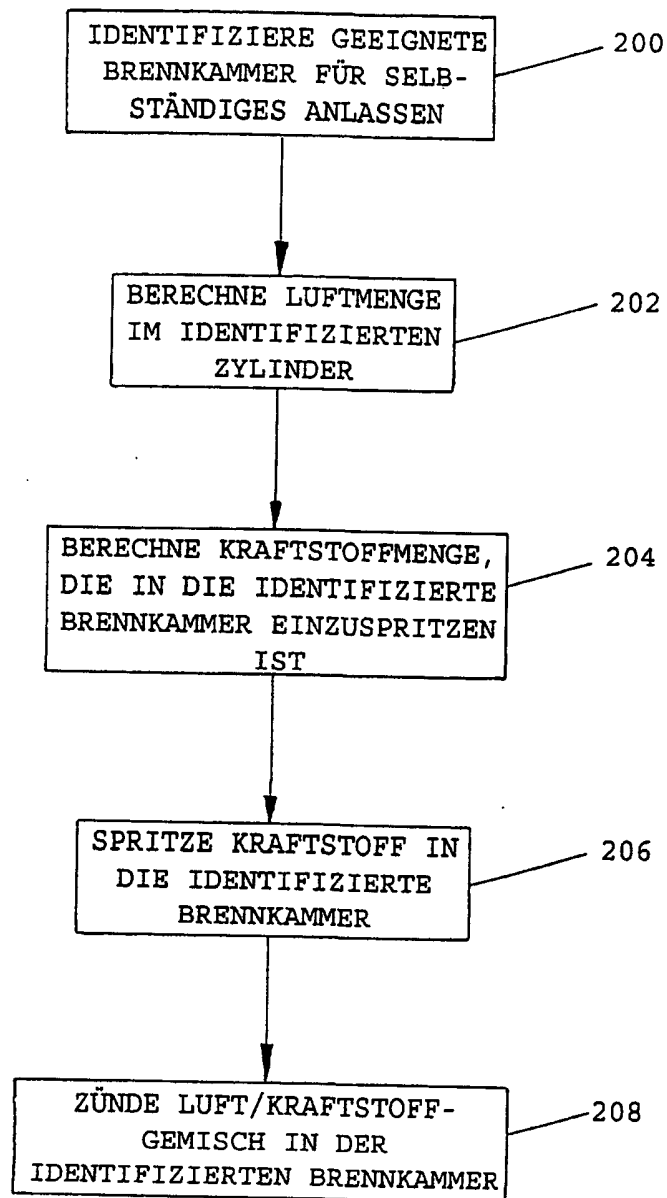 IDENTIFIZIERE GEEIGNETE
BRENNKAMMER FÜR SELB-
STÄNDIGES ANLASSEN
200
BERECHNE LUFTMENGE
IM IDENTIFIZIERTEN
ZYLINDER
202
BERECHNE KRAFTSTOFFMENGE,
DIE IN DIE IDENTIFIZIERTE
BRENNKAMMER EINZUSPRITZEN
IST
204
SPRITZE KRAFTSTOFF IN
DIE IDENTIFIZIERTE
BRENNKAMMER
206
ZÜNDE LUFT/KRAFTSTOFF-
GEMISCH IN DER
IDENTIFIZIERTEN BRENNKAMMER
208